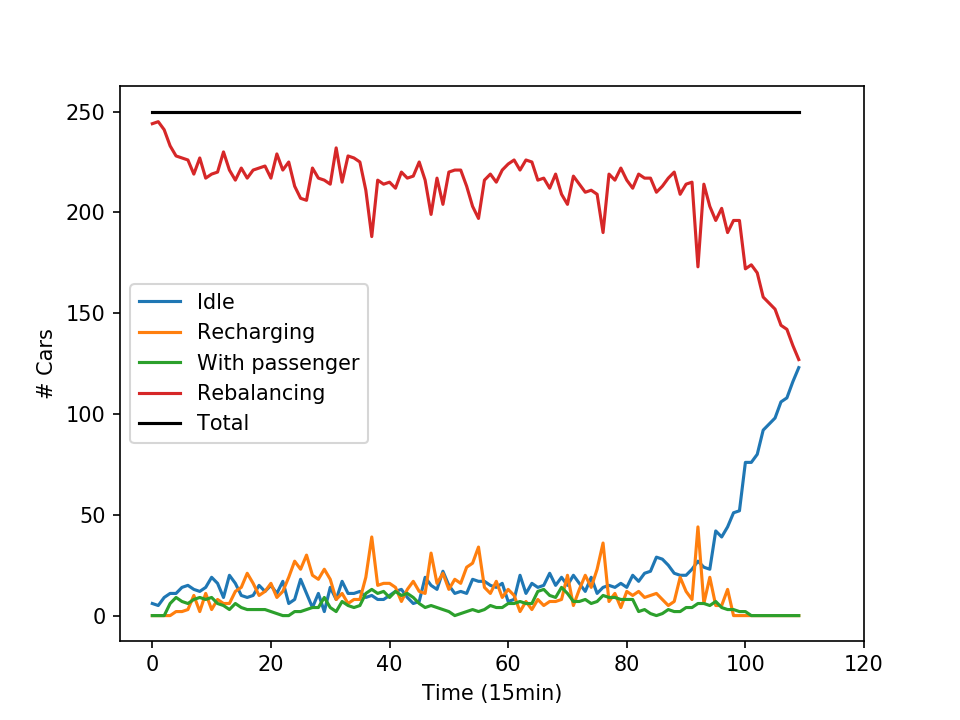 250
200
150
100
50
0
# Cars
Idle
Recharging
With passenger
Rebalancing
Total
0 20 40 60 80 100 120
Time (15min)